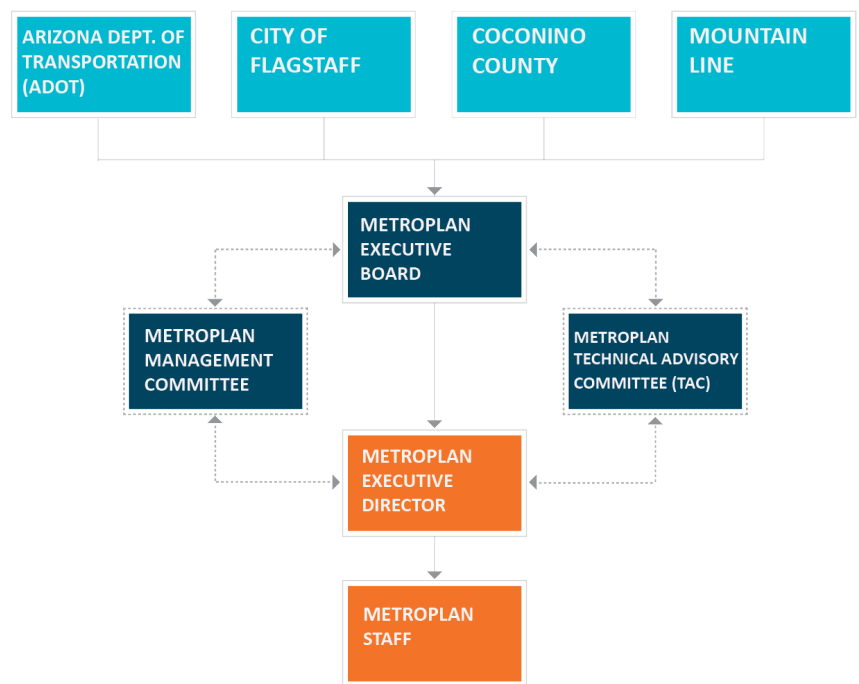 ARIZONA DEPT. OF
TRANSPORTATION
(ADOT)
CITY OF
FLAGSTAFF
COCONINO
COUNTY
MOUNTAIN
LINE
METROPLAN
EXECUTIVE
BOARD
METROPLAN
MANAGEMENT
COMMITTEE
METROPLAN
TECHNICAL ADVISORY
COMMITTEE (TAC)
METROPLAN
EXECUTIVE
DIRECTOR
METROPLAN
STAFF